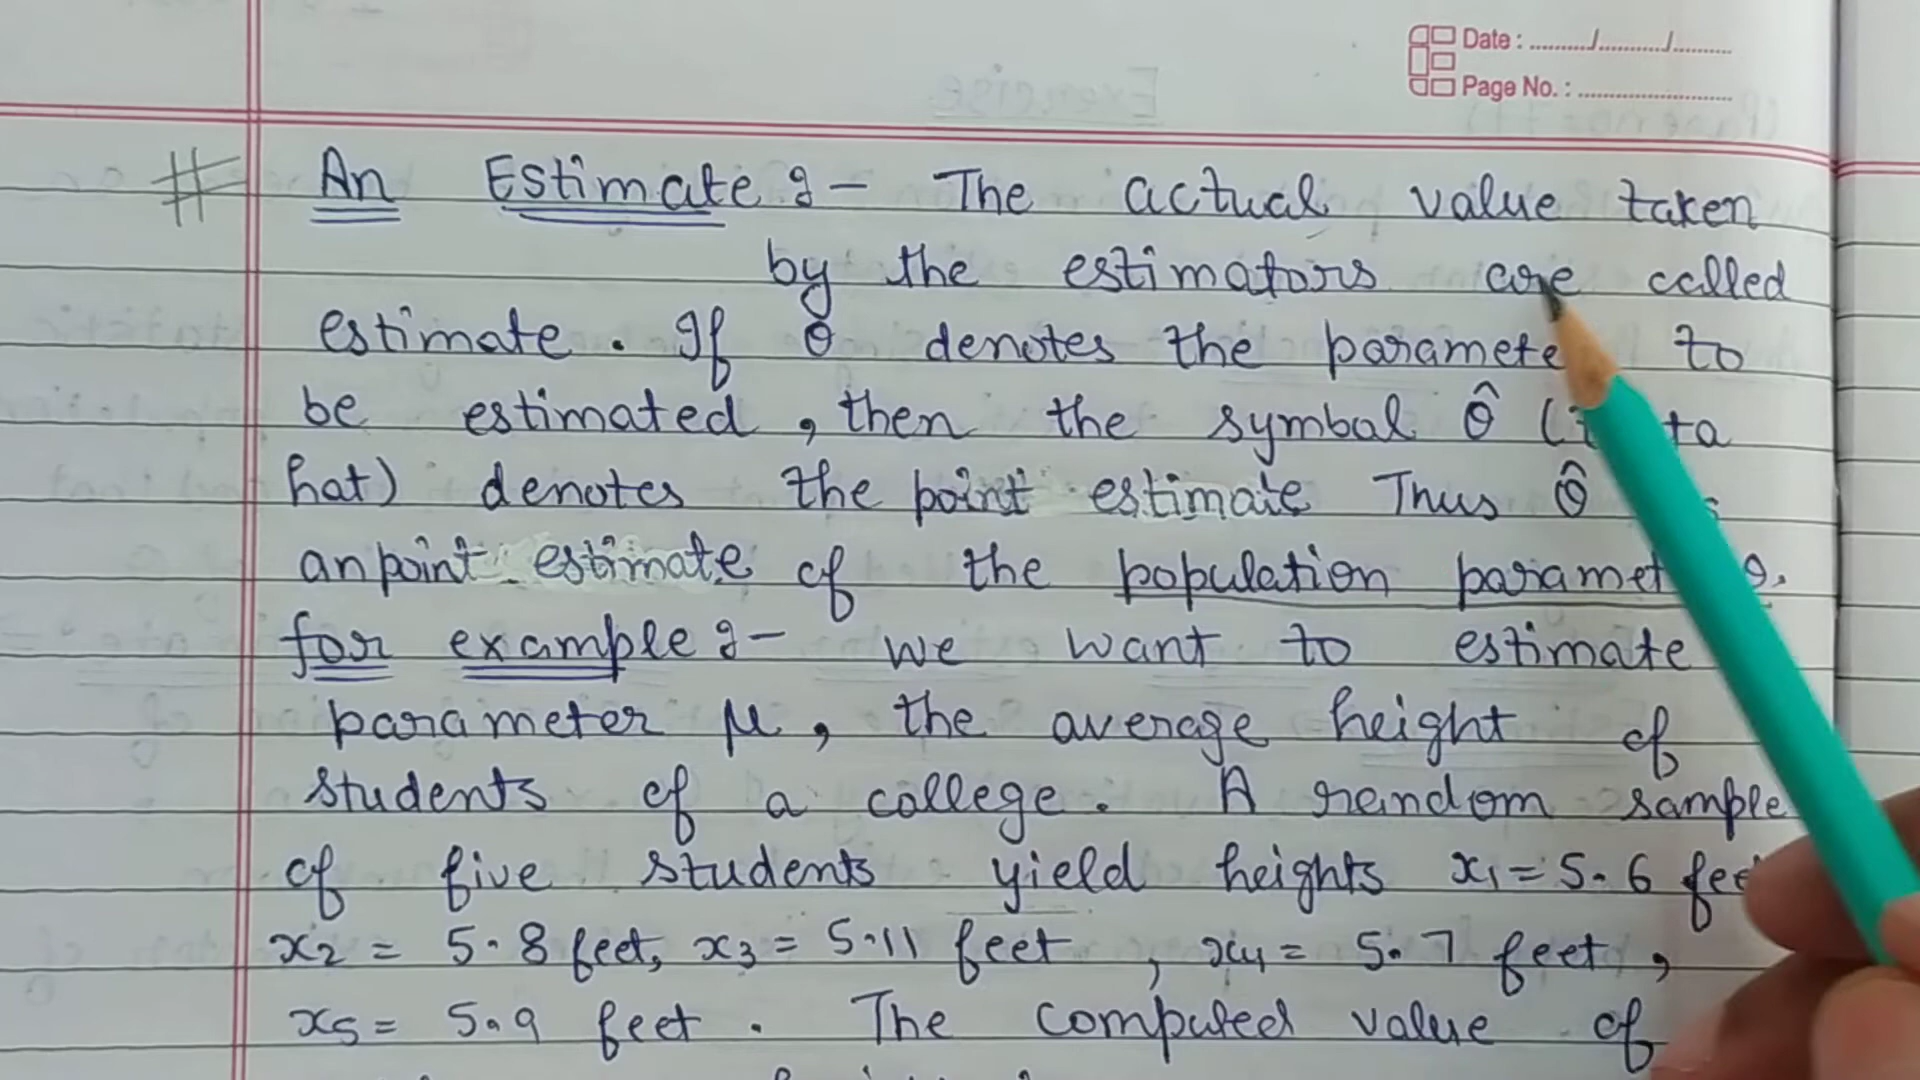 Date : ........../.........../..........
Page No. : ...........................
Exercise
# An Estimate :- The actual value taken
by the estimators are called
estimate. If θ denotes the paramete to
be estimated, then the symbal θ̂ ( ta
hat) denotes the point estimate Thus θ̂
an point estimate of the population paramet θ.
for example :- we want to estimate
parameter μ, the average height of
students of a college. A random sample
of five students yield heights x₁ = 5.6 fee
x₂ = 5.8 feet, x₃ = 5.11 feet, x₄ = 5.7 feet,
x₅ = 5.9 feet. The computed value of